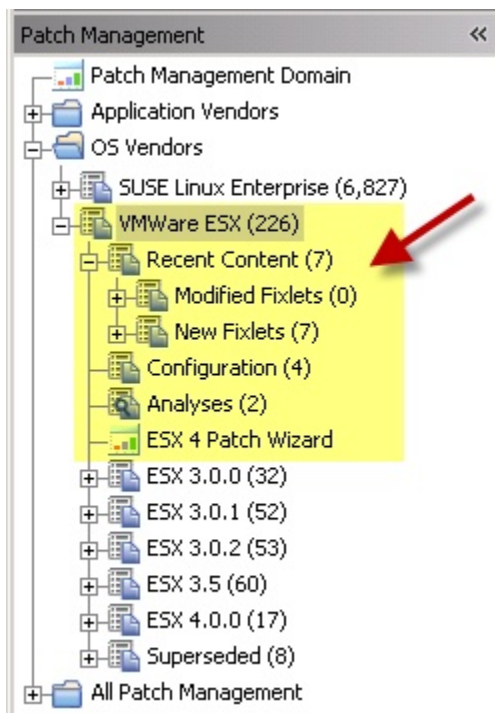 Patch Management «
Patch Management Domain
Application Vendors
OS Vendors
SUSE Linux Enterprise (6,827)
VMWare ESX (226)
Recent Content (7)
Modified Fixlets (0)
New Fixlets (7)
Configuration (4)
Analyses (2)
ESX 4 Patch Wizard
ESX 3.0.0 (32)
ESX 3.0.1 (52)
ESX 3.0.2 (53)
ESX 3.5 (60)
ESX 4.0.0 (17)
Superseded (8)
All Patch Management